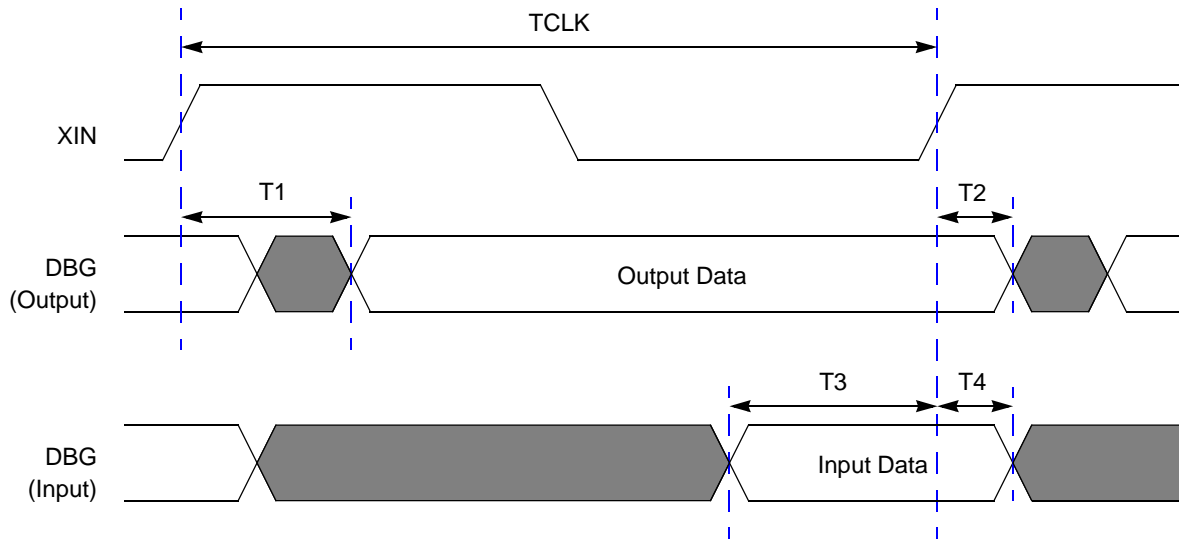 TCLK
XIN
T1
T2
DBG
(Output)
Output Data
T3
T4
DBG
(Input)
Input Data